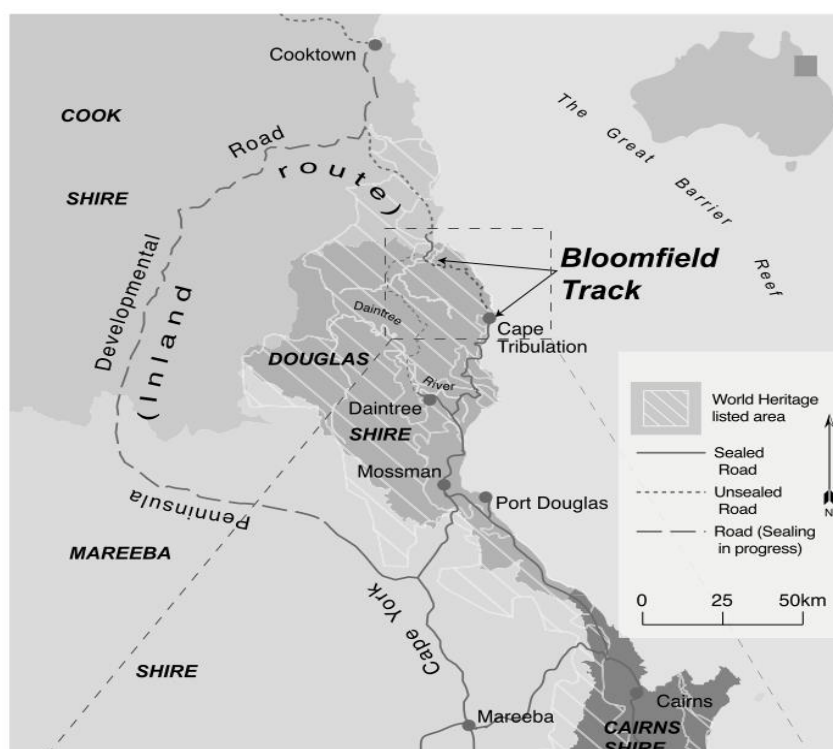 Cooktown
COOK
SHIRE
Developmental Road
(Inland route)
The Great Barrier Reef
Bloomfield
Track
Cape
Tribulation
Daintree
River
DOUGLAS
SHIRE
Daintree
Mossman
Port Douglas
Penninsula
MAREEBA
SHIRE
Cape York
Mareeba
Cairns
CAIRNS
SHIRE
World Heritage
listed area
Sealed
Road
Unsealed
Road
Road (Sealing
in progress)
N
0 25 50km